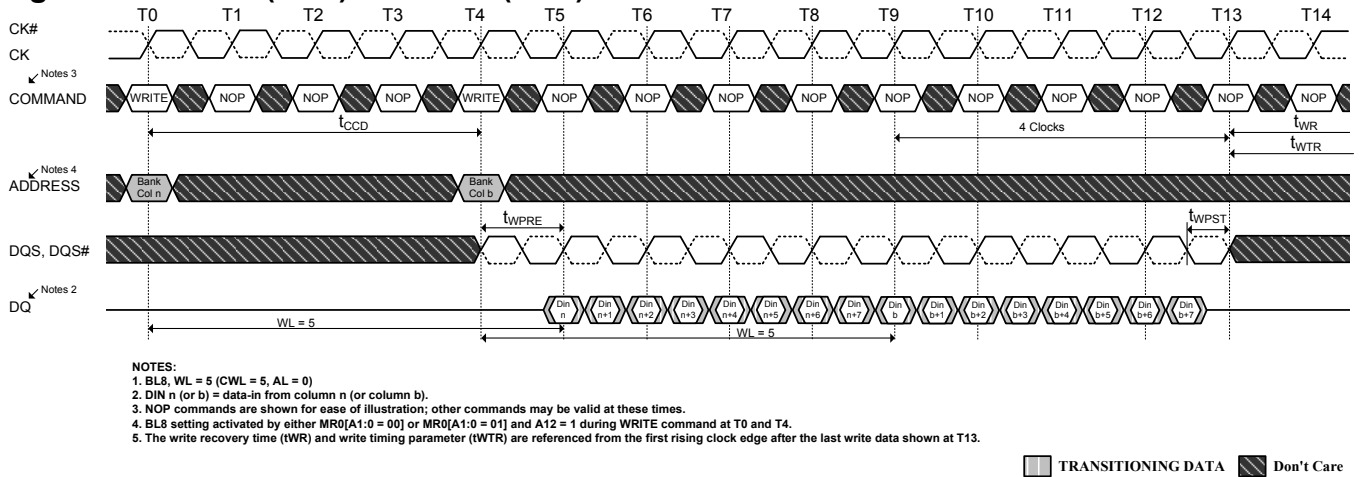 T0 T1 T2 T3 T4 T5 T6 T7 T8 T9 T10 T11 T12 T13 T14
CK#
CK
Notes 3
COMMAND WRITE NOP NOP NOP WRITE NOP NOP NOP NOP NOP NOP NOP NOP NOP NOP
tCCD 4 Clocks tWR
tWTR
Notes 4
ADDRESS Bank Col n Bank Col b
tWPRE tWPST
DQS, DQS#
Notes 2
DQ Din n Din n+1 Din n+2 Din n+3 Din n+4 Din n+5 Din n+6 Din n+7 Din b Din b+1 Din b+2 Din b+3 Din b+4 Din b+5 Din b+6 Din b+7
WL = 5 WL = 5
NOTES:
1. BL8, WL = 5 (CWL = 5, AL = 0)
2. DIN n (or b) = data-in from column n (or column b).
3. NOP commands are shown for ease of illustration; other commands may be valid at these times.
4. BL8 setting activated by either MR0[A1:0 = 00] or MR0[A1:0 = 01] and A12 = 1 during WRITE command at T0 and T4.
5. The write recovery time (tWR) and write timing parameter (tWTR) are referenced from the first rising clock edge after the last write data shown at T13.
TRANSITIONING DATA Don't Care